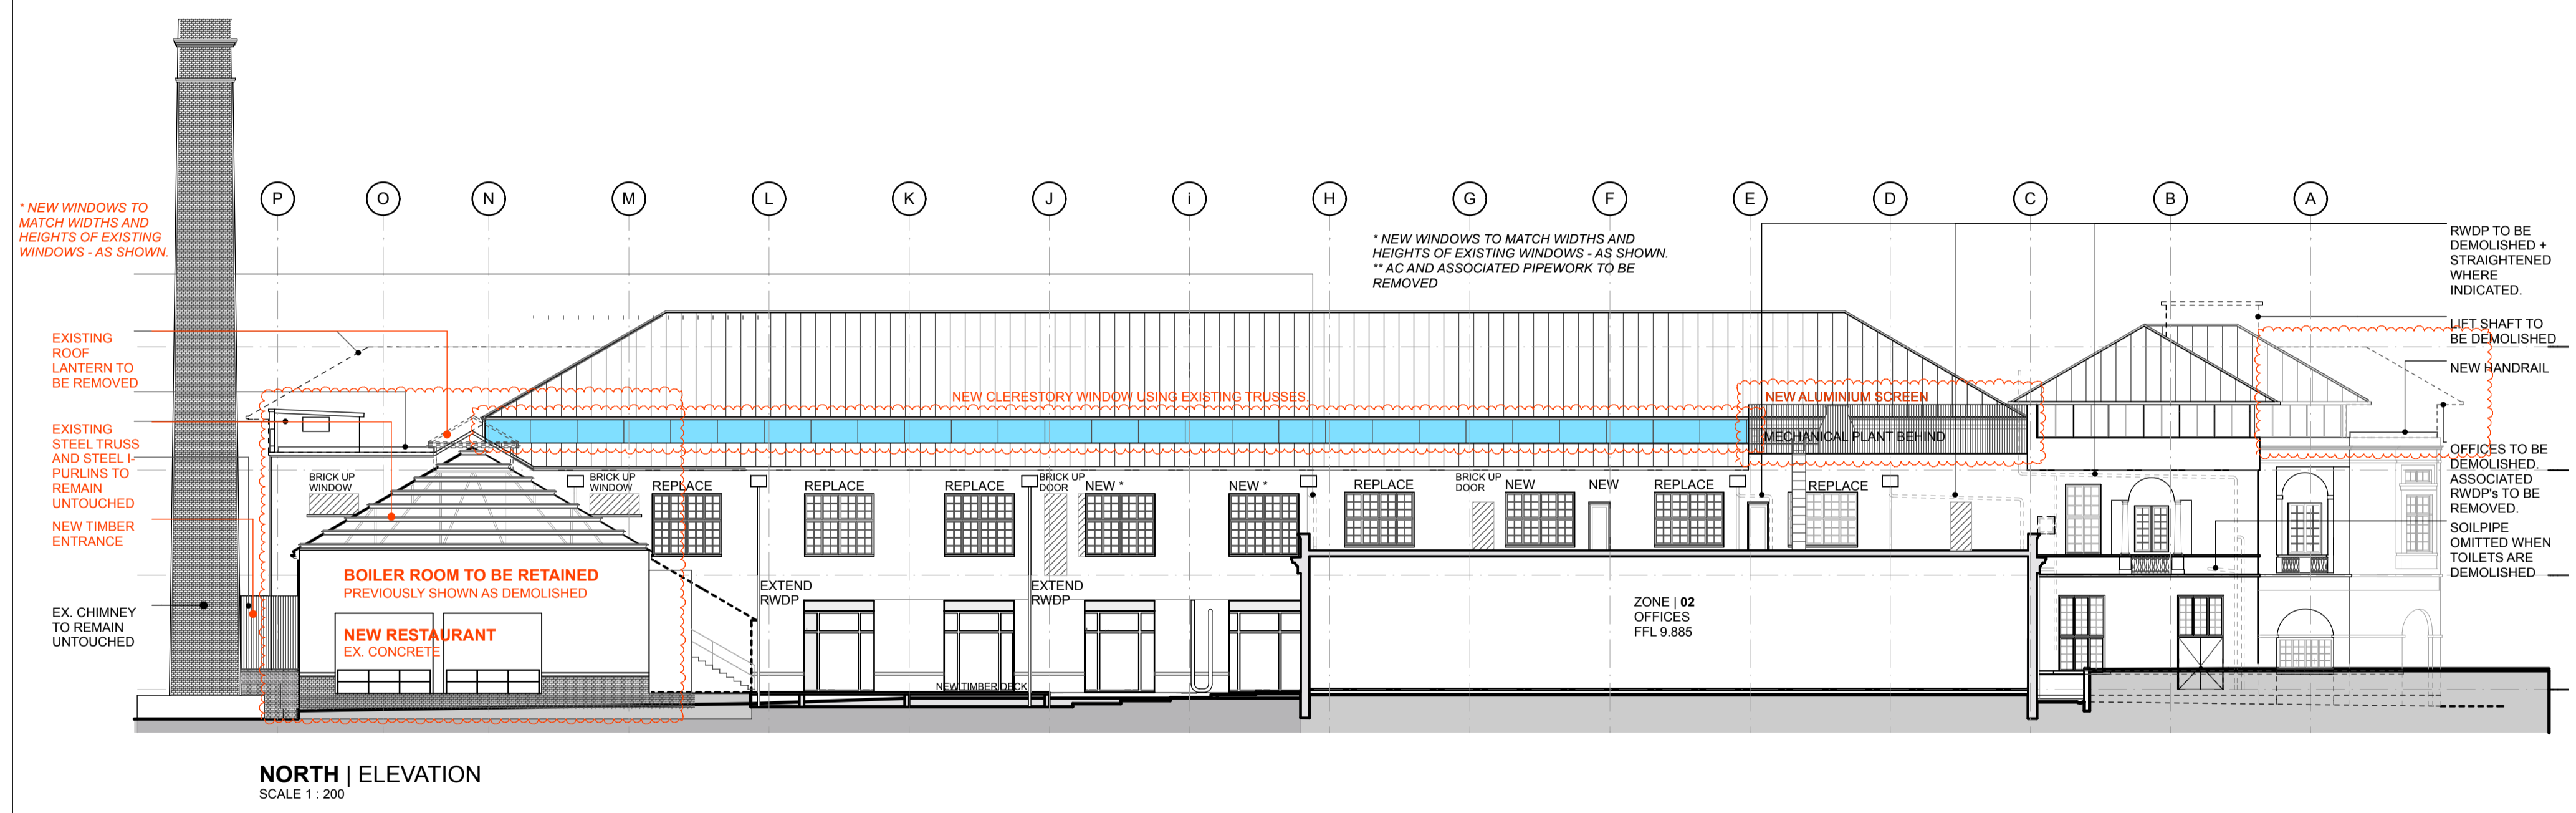 P O N M L K J i H G F E D C B A
* NEW WINDOWS TO
MATCH WIDTHS AND
HEIGHTS OF EXISTING
WINDOWS - AS SHOWN.
EXISTING
ROOF
LANTERN TO
BE REMOVED
EXISTING
STEEL TRUSS
AND STEEL I-
PURLINS TO
REMAIN
UNTOUCHED
NEW TIMBER
ENTRANCE
EX. CHIMNEY
TO REMAIN
UNTOUCHED
* NEW WINDOWS TO MATCH WIDTHS AND
HEIGHTS OF EXISTING WINDOWS - AS SHOWN.
** AC AND ASSOCIATED PIPEWORK TO BE
REMOVED
NEW CLERESTORY WINDOW USING EXISTING TRUSSES.
NEW ALUMINIUM SCREEN
MECHANICAL PLANT BEHIND
BRICK UP
WINDOW
BRICK UP
WINDOW
REPLACE
REPLACE
REPLACE
BRICK UP
DOOR
NEW *
NEW *
REPLACE
BRICK UP
DOOR
NEW
NEW
REPLACE
REPLACE
BOILER ROOM TO BE RETAINED
PREVIOUSLY SHOWN AS DEMOLISHED
NEW RESTAURANT
EX. CONCRETE
EXTEND
RWDP
EXTEND
RWDP
NEW TIMBER DECK
ZONE | 02
OFFICES
FFL 9.885
RWDP TO BE
DEMOLISHED +
STRAIGHTENED
WHERE
INDICATED.
LIFT SHAFT TO
BE DEMOLISHED
NEW HANDRAIL
OFFICES TO BE
DEMOLISHED.
ASSOCIATED
RWDP's TO BE
REMOVED.
SOILPIPE
OMITTED WHEN
TOILETS ARE
DEMOLISHED
NORTH | ELEVATION
SCALE 1 : 200